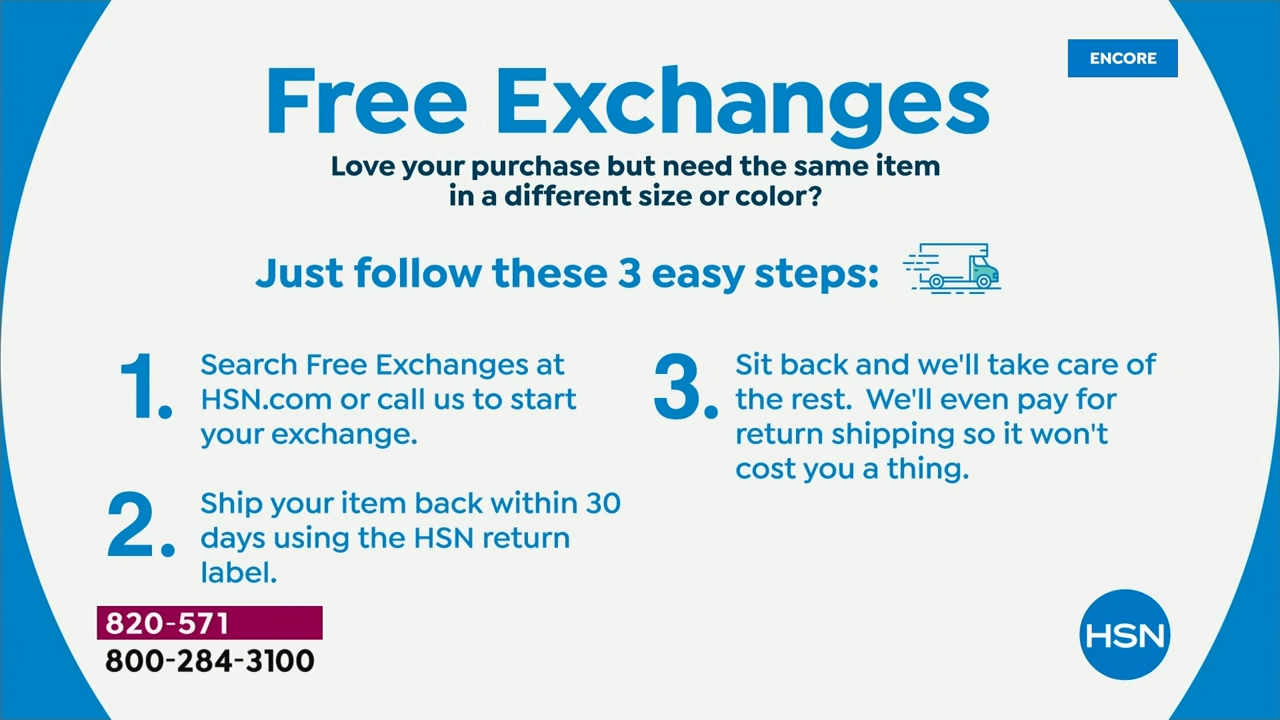 ENCORE
Free Exchanges
Love your purchase but need the same item
in a different size or color?
Just follow these 3 easy steps:
1. Search Free Exchanges at
HSN.com or call us to start
your exchange.
2. Ship your item back within 30
days using the HSN return
label.
3. Sit back and we'll take care of
the rest. We'll even pay for
return shipping so it won't
cost you a thing.
820-571
800-284-3100
HSN